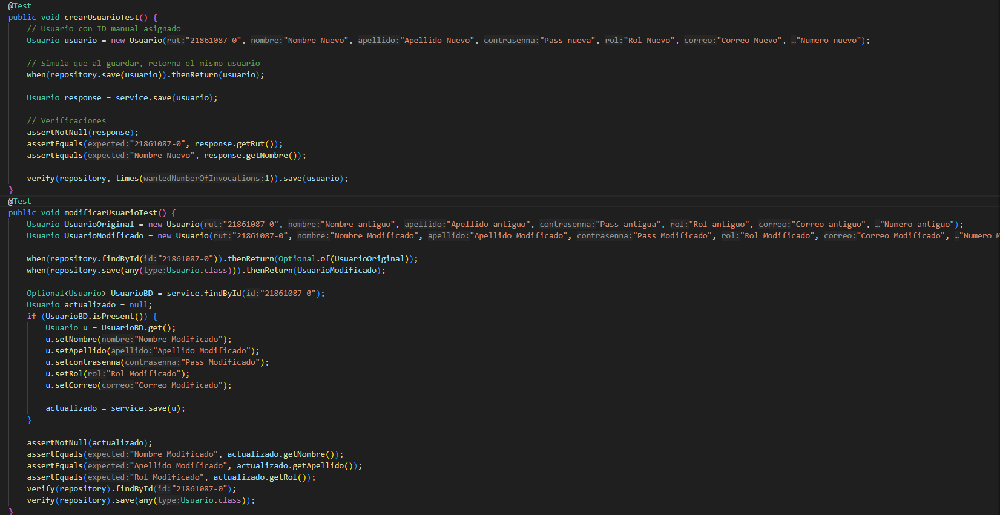 @Test
public void crearUsuarioTest() {
// Usuario con ID manual asignado
Usuario usuario = new Usuario(rut:"21861087-0", nombre:"Nombre Nuevo", apellido:"Apellido Nuevo", contrasenna:"Pass nueva", rol:"Rol Nuevo", correo:"Correo Nuevo", …"Numero nuevo");
// Simula que al guardar, retorna el mismo usuario
when(repository.save(usuario)).thenReturn(usuario);
Usuario response = service.save(usuario);
// Verificaciones
assertNotNull(response);
assertEquals(expected:"21861087-0", response.getRut());
assertEquals(expected:"Nombre Nuevo", response.getNombre());
verify(repository, times(wantedNumberOfInvocations:1)).save(usuario);
}
@Test
public void modificarUsuarioTest() {
Usuario UsuarioOriginal = new Usuario(rut:"21861087-0", nombre:"Nombre antiguo", apellido:"Apellido antiguo", contrasenna:"Pass antigua", rol:"Rol antiguo", correo:"Correo antiguo", …"Numero antiguo");
Usuario UsuarioModificado = new Usuario(rut:"21861087-0", nombre:"Nombre Modificado", apellido:"Apellido Modificado", contrasenna:"Pass Modificado", rol:"Rol Modificado", correo:"Correo Modificado", …"Numero M
when(repository.findById(id:"21861087-0")).thenReturn(Optional.of(UsuarioOriginal));
when(repository.save(any(type:Usuario.class))).thenReturn(UsuarioModificado);
Optional<Usuario> UsuarioBD = service.findById(id:"21861087-0");
Usuario actualizado = null;
if (UsuarioBD.isPresent()) {
Usuario u = UsuarioBD.get();
u.setNombre(nombre:"Nombre Modificado");
u.setApellido(apellido:"Apellido Modificado");
u.setcontrasenna(contrasenna:"Pass Modificado");
u.setRol(rol:"Rol Modificado");
u.setCorreo(correo:"Correo Modificado");
actualizado = service.save(u);
}
assertNotNull(actualizado);
assertEquals(expected:"Nombre Modificado", actualizado.getNombre());
assertEquals(expected:"Apellido Modificado", actualizado.getApellido());
assertEquals(expected:"Rol Modificado", actualizado.getRol());
verify(repository).findById(id:"21861087-0");
verify(repository).save(any(type:Usuario.class));
}